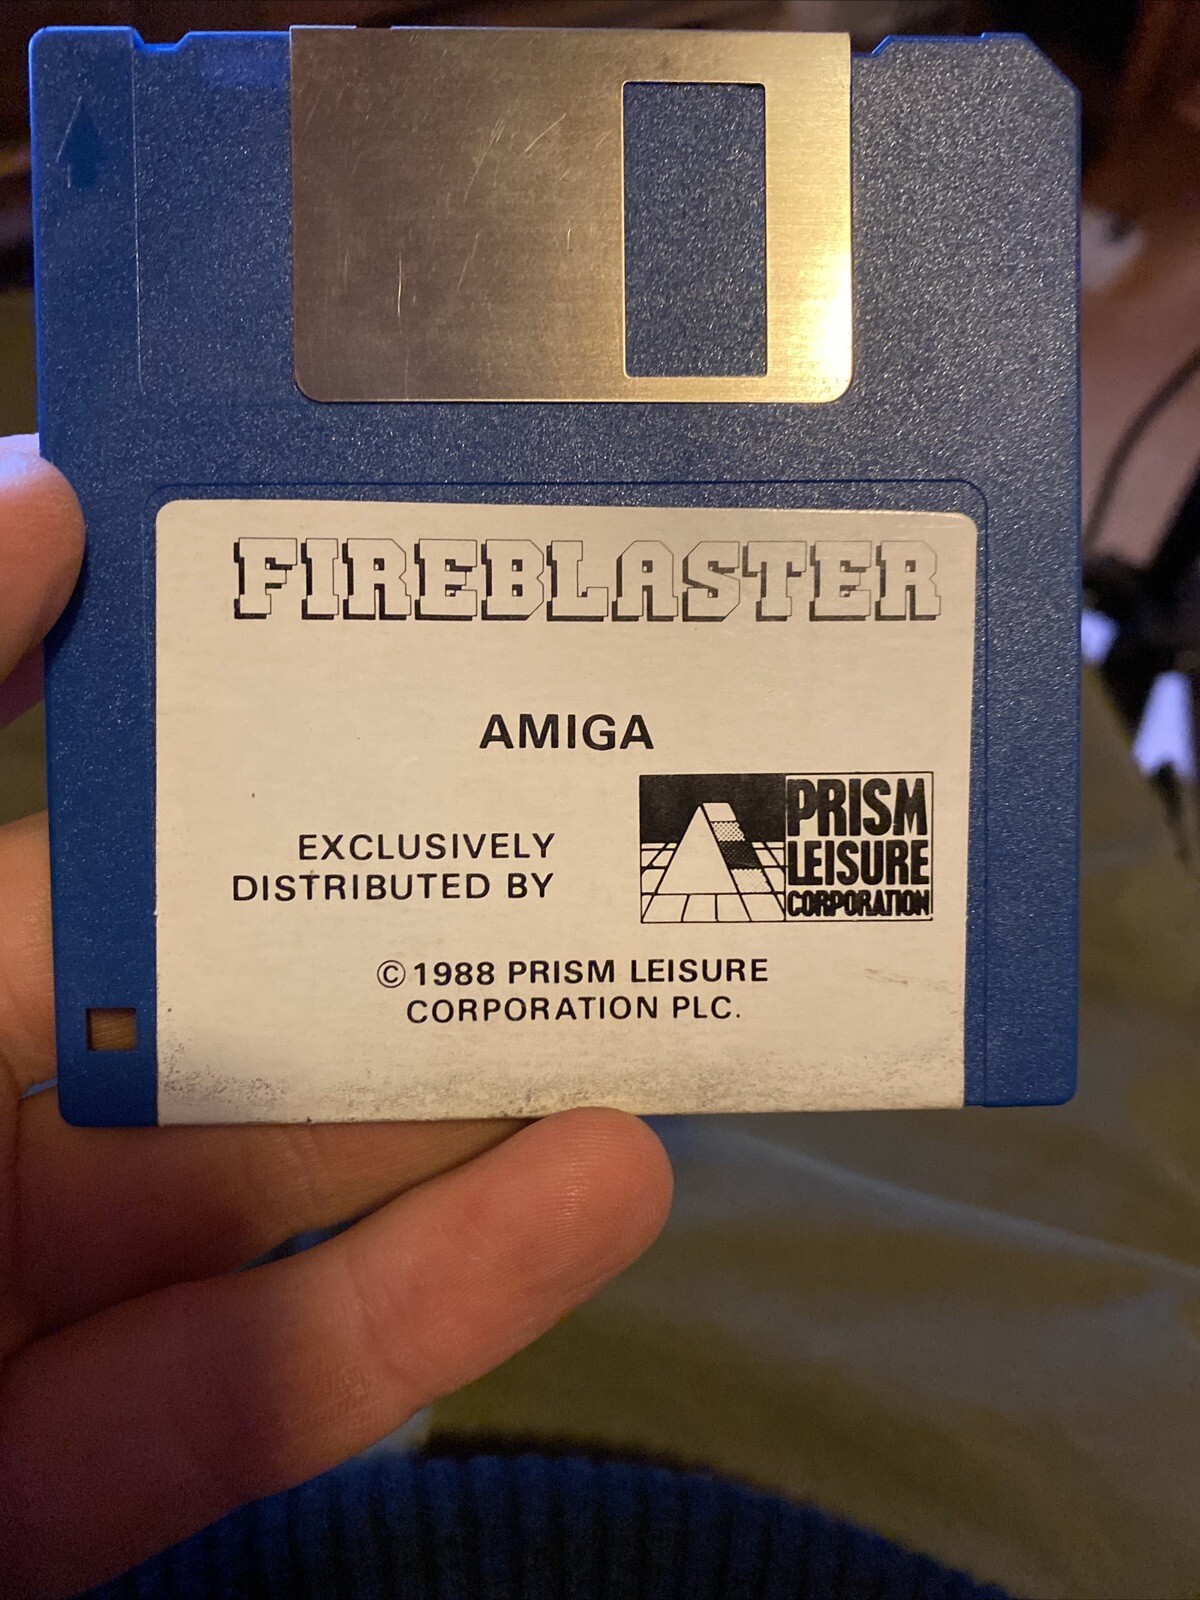 FIREBLASTER
AMIGA
EXCLUSIVELY
DISTRIBUTED BY
PRISM
LEISURE
CORPORATION
©1988 PRISM LEISURE
CORPORATION PLC.